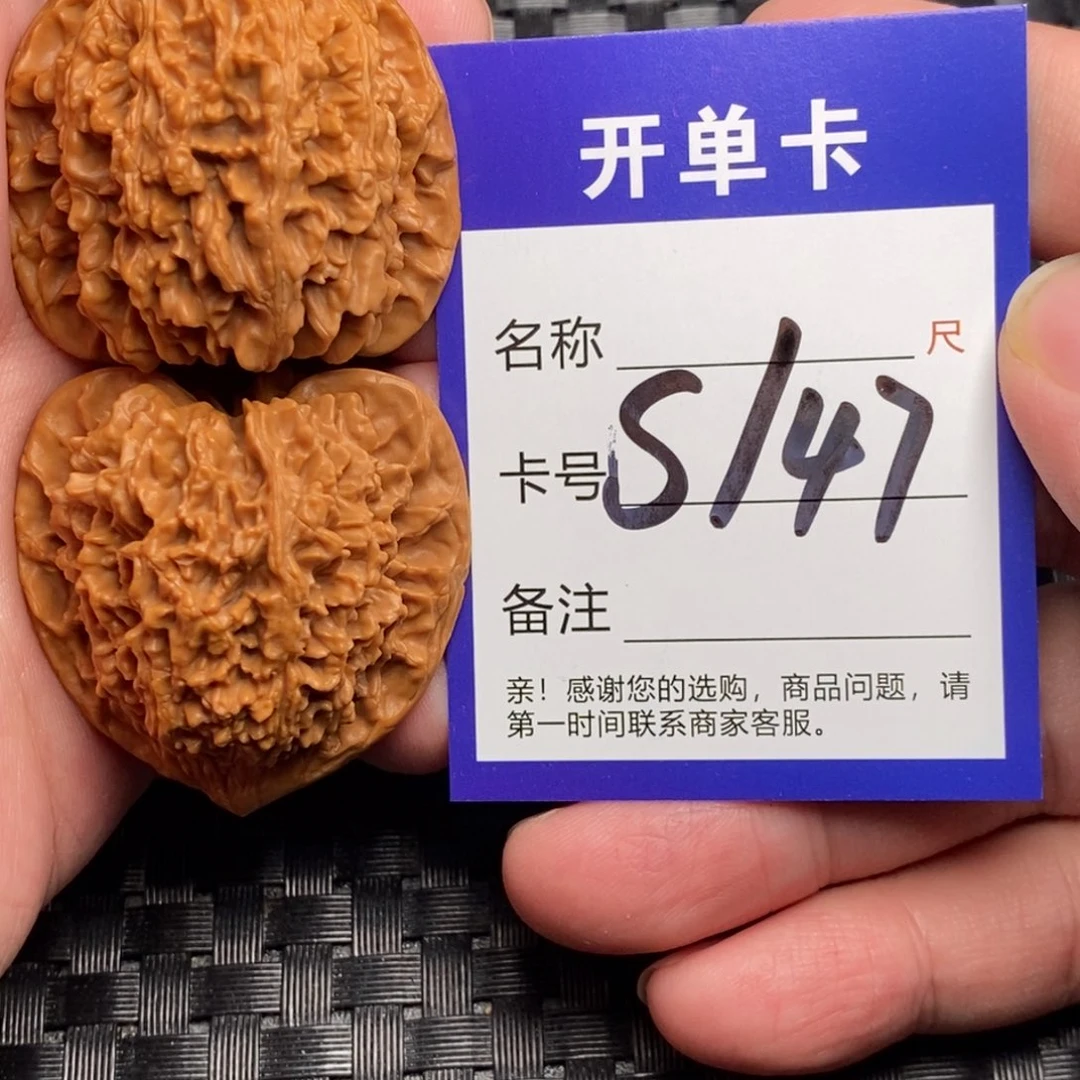 开单卡
名称 尺
卡号 S/47
备注
亲！感谢您的选购，商品问题，请
第一时间联系商家客服。